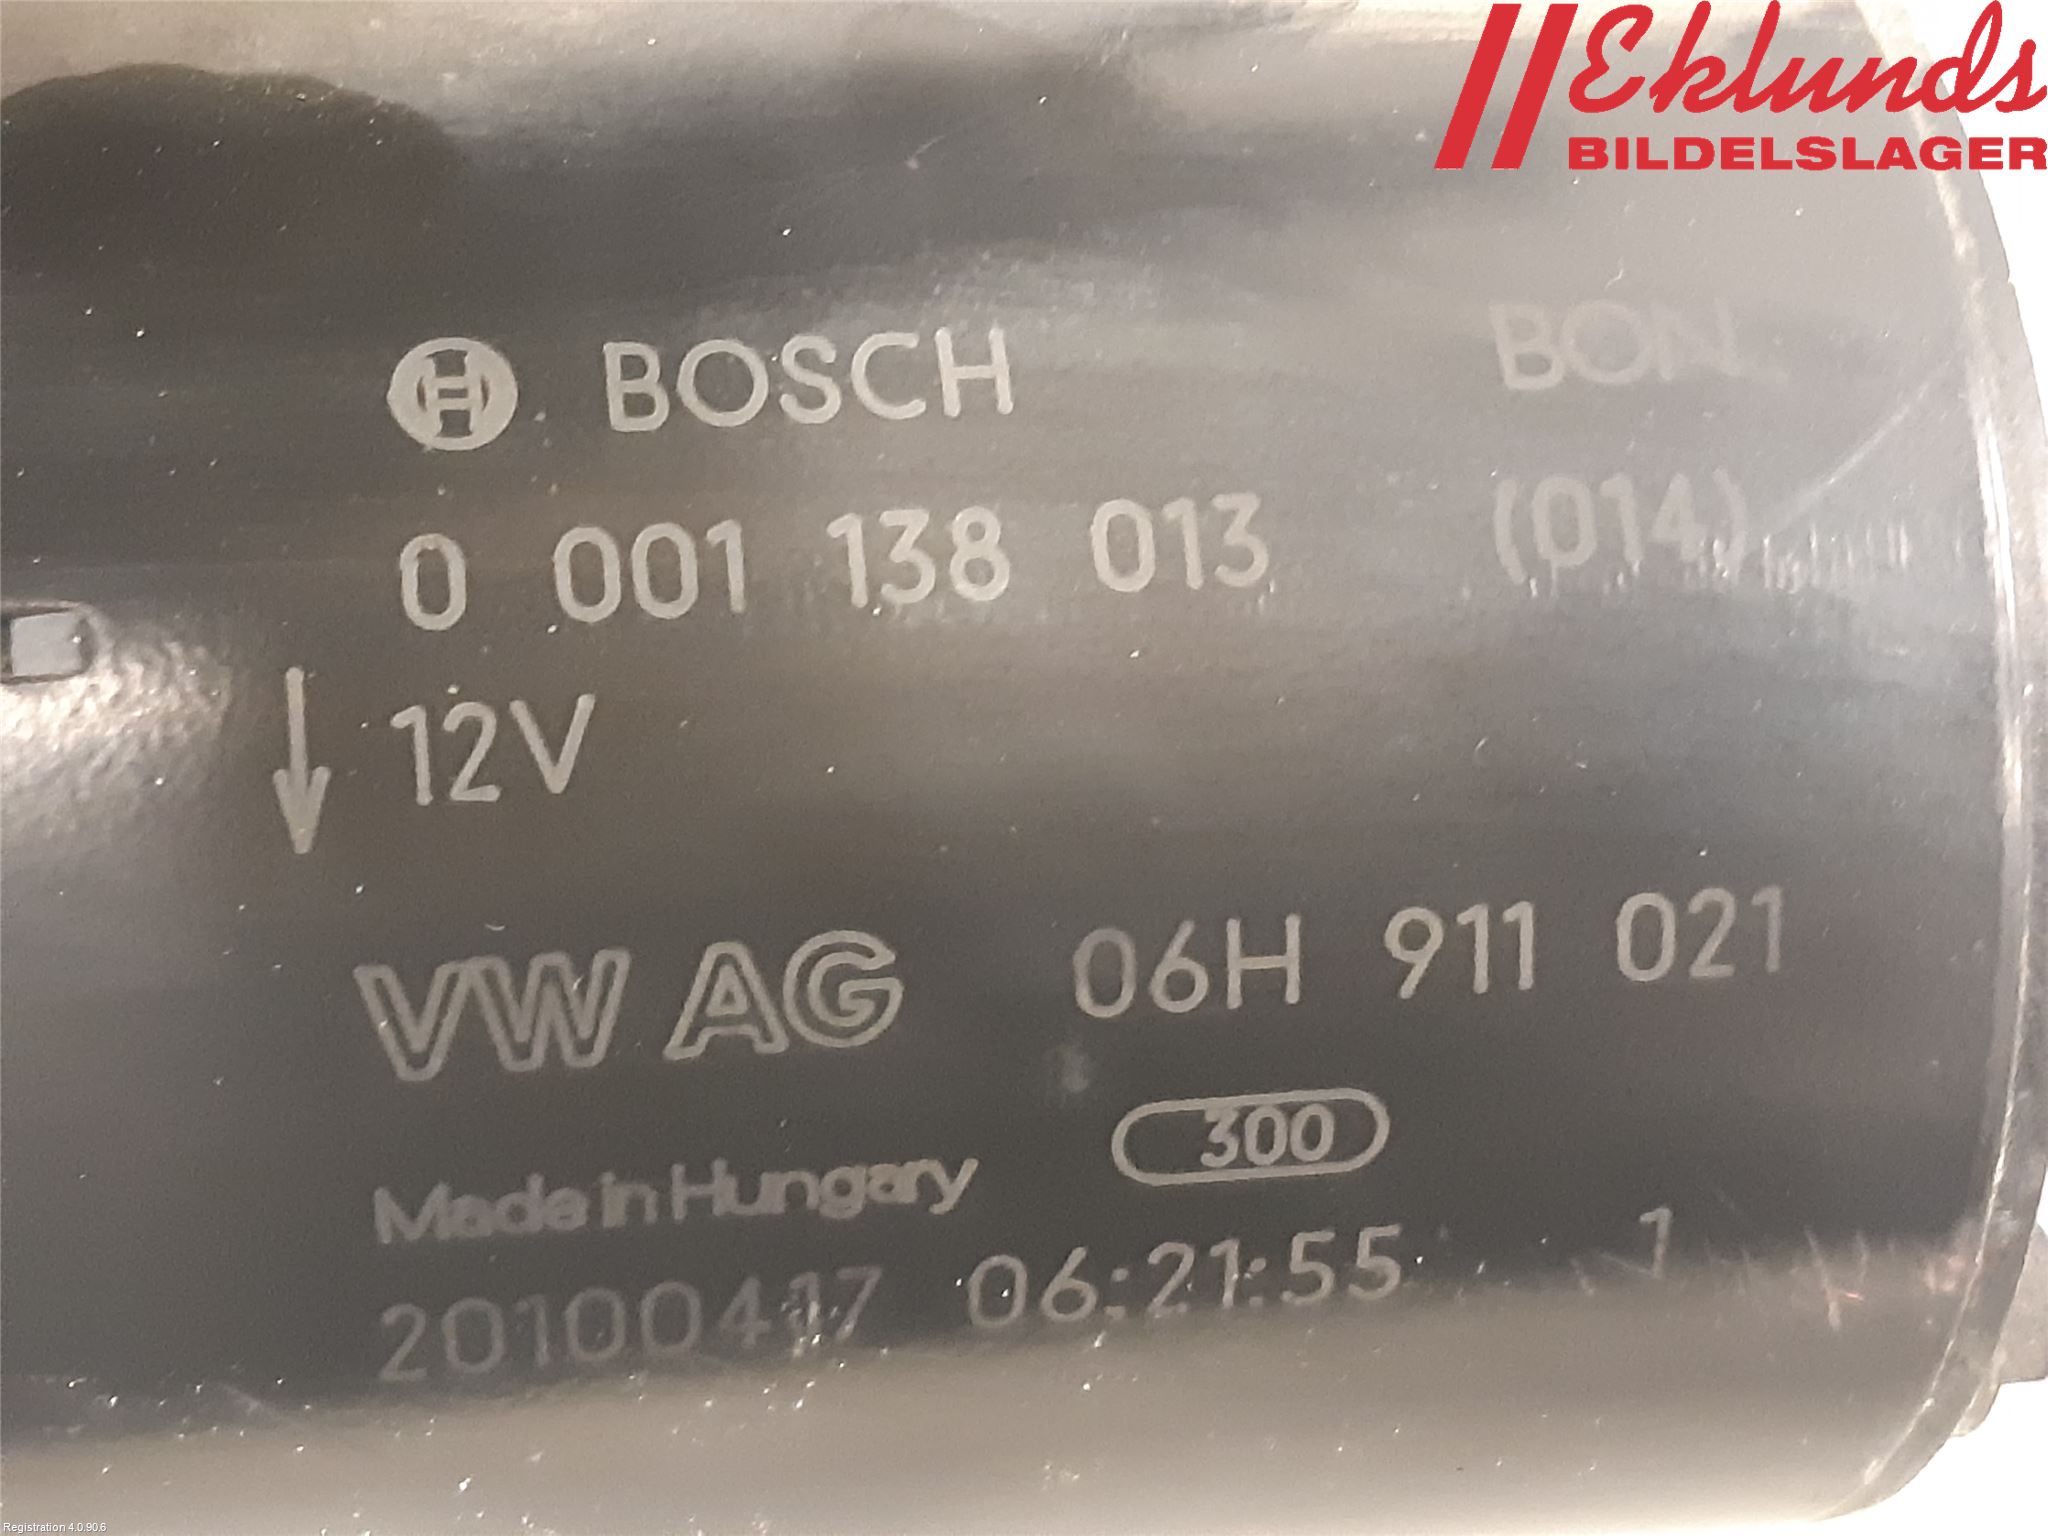 Eklunds
BILDELSLAGER
BOSCH
0 001 138 013 (014)
12V
VW AG 06H 911 021
300
Made in Hungary
20100417 06:21:55 1
Registration 4.0.90.6